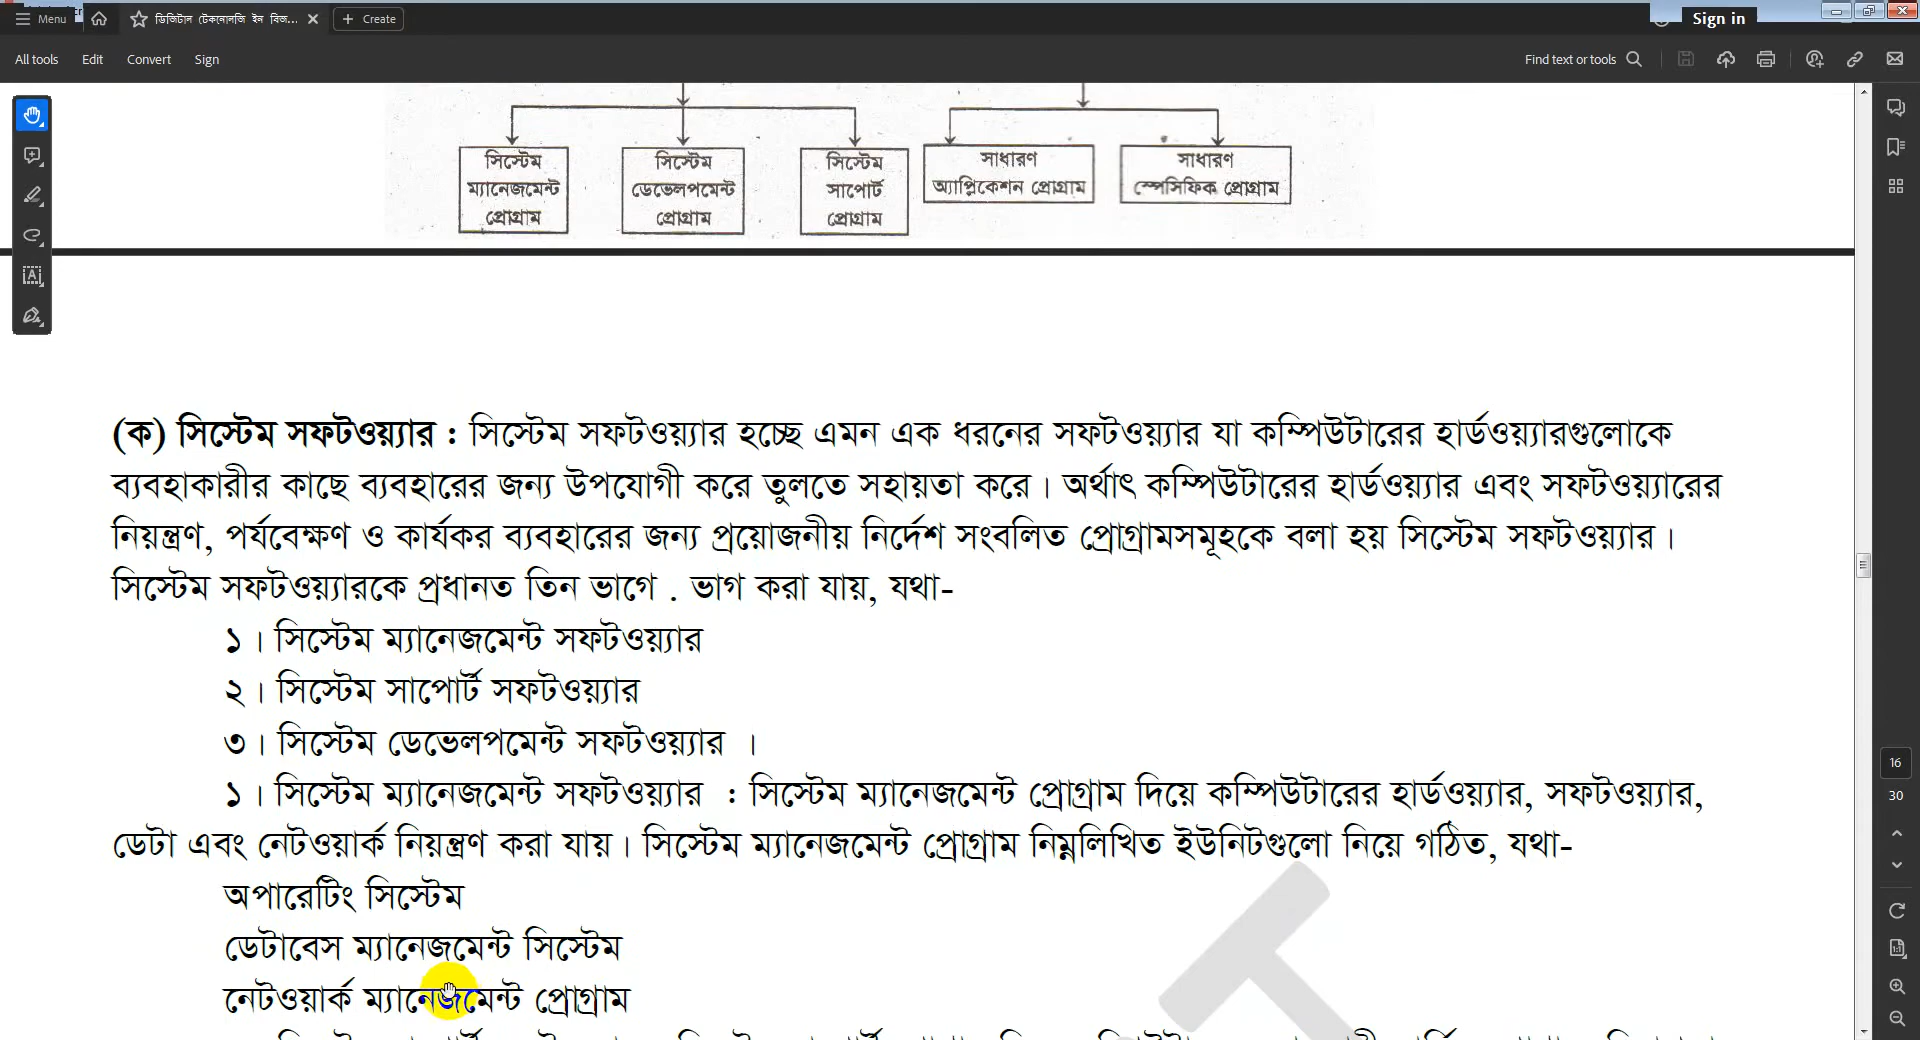 Menu
ডিজিটাল টেকনোলজি ইন বিজ...
Create
Sign in
All tools Edit Convert Sign
Find text or tools
সিস্টেম ম্যানেজমেন্ট প্রোগ্রাম
সিস্টেম ডেভেলপমেন্ট প্রোগ্রাম
সিস্টেম সাপোর্ট প্রোগ্রাম
সাধারণ অ্যাপ্লিকেশন প্রোগ্রাম
সাধারণ স্পেসিফিক প্রোগ্রাম
(ক) সিস্টেম সফটওয়্যার : সিস্টেম সফটওয়্যার হচ্ছে এমন এক ধরনের সফটওয়্যার যা কম্পিউটারের হার্ডওয়্যারগুলোকে
ব্যবহাকারীর কাছে ব্যবহারের জন্য উপযোগী করে তুলতে সহায়তা করে। অর্থাৎ কম্পিউটারের হার্ডওয়্যার এবং সফটওয়্যারের
নিয়ন্ত্রণ, পর্যবেক্ষণ ও কার্যকর ব্যবহারের জন্য প্রয়োজনীয় নির্দেশ সংবলিত প্রোগ্রামসমূহকে বলা হয় সিস্টেম সফটওয়্যার।
সিস্টেম সফটওয়্যারকে প্রধানত তিন ভাগে . ভাগ করা যায়, যথা-
১। সিস্টেম ম্যানেজমেন্ট সফটওয়্যার
২। সিস্টেম সাপোর্ট সফটওয়্যার
৩। সিস্টেম ডেভেলপমেন্ট সফটওয়্যার ।
১। সিস্টেম ম্যানেজমেন্ট সফটওয়্যার : সিস্টেম ম্যানেজমেন্ট প্রোগ্রাম দিয়ে কম্পিউটারের হার্ডওয়্যার, সফটওয়্যার,
ডেটা এবং নেটওয়ার্ক নিয়ন্ত্রণ করা যায়। সিস্টেম ম্যানেজমেন্ট প্রোগ্রাম নিম্নলিখিত ইউনিটগুলো নিয়ে গঠিত, যথা-
অপারেটিং সিস্টেম
ডেটাবেস ম্যানেজমেন্ট সিস্টেম
নেটওয়ার্ক ম্যানেজমেন্ট প্রোগ্রাম
16
30